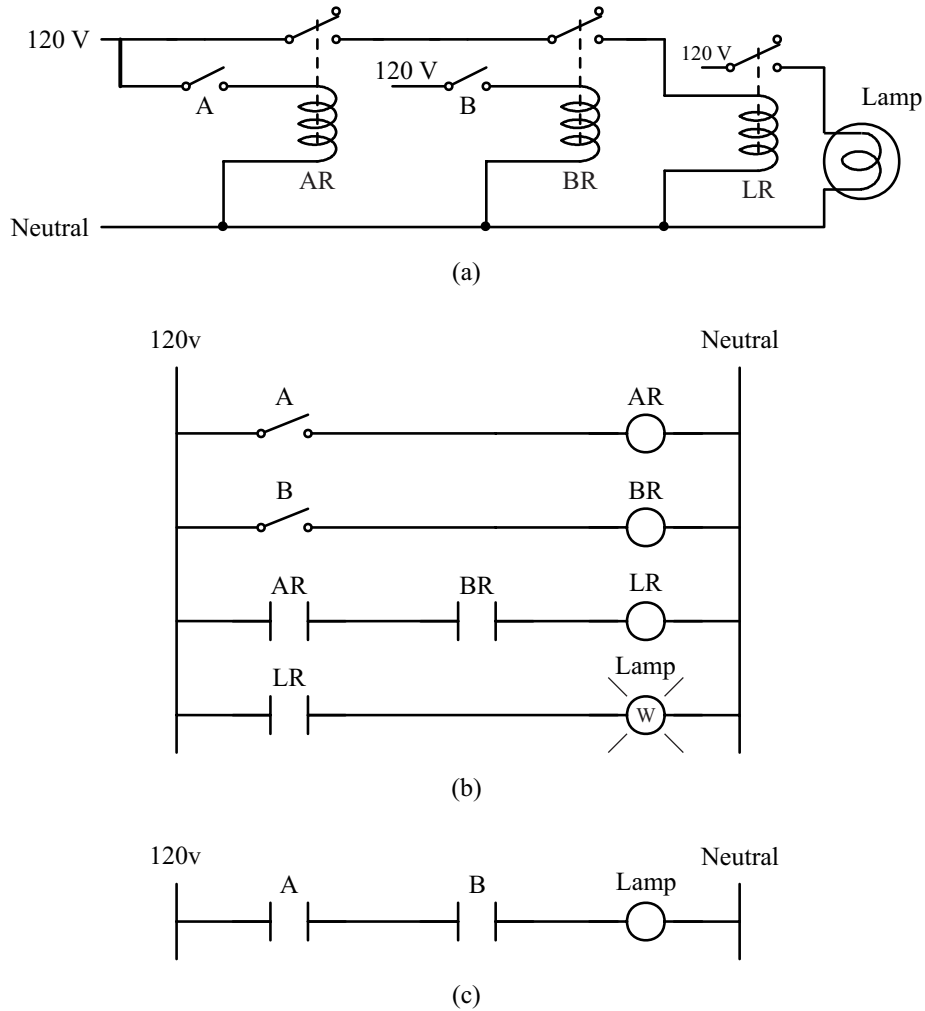 120 V
120 V
120 V
A
B
Lamp
AR
BR
LR
Neutral
(a)
120v
Neutral
A
AR
B
BR
AR
BR
LR
LR
Lamp
W
(b)
120v
Neutral
A
B
Lamp
(c)